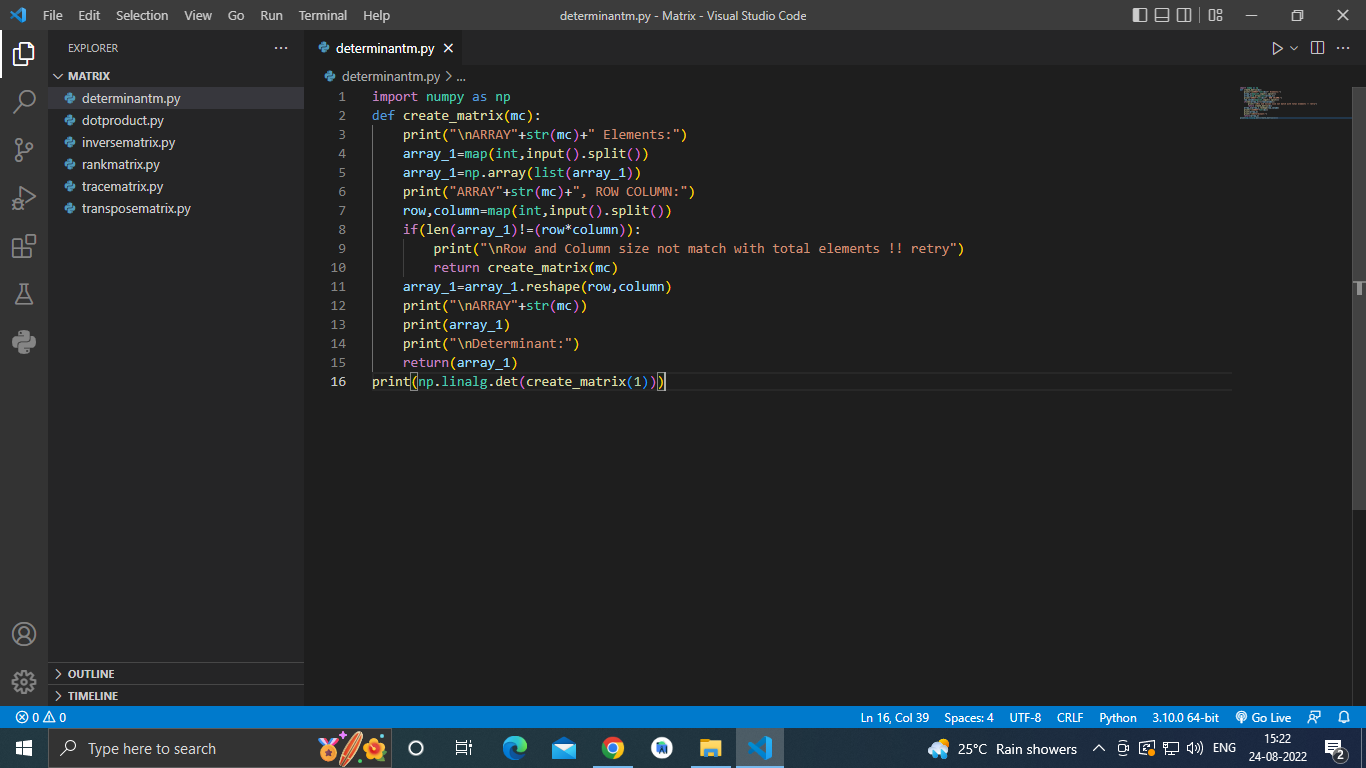 File Edit Selection View Go Run Terminal Help determinantm.py - Matrix - Visual Studio Code
EXPLORER
MATRIX
determinantm.py
dotproduct.py
inversematrix.py
rankmatrix.py
tracematrix.py
transposematrix.py
OUTLINE
TIMELINE
determinantm.py
determinantm.py > ...
1 import numpy as np
2 def create_matrix(mc):
3     print("\nARRAY"+str(mc)+" Elements:")
4     array_1=map(int,input().split())
5     array_1=np.array(list(array_1))
6     print("ARRAY"+str(mc)+", ROW COLUMN:")
7     row,column=map(int,input().split())
8     if(len(array_1)!=(row*column)):
9         print("\nRow and Column size not match with total elements !! retry")
10         return create_matrix(mc)
11     array_1=array_1.reshape(row,column)
12     print("\nARRAY"+str(mc))
13     print(array_1)
14     print("\nDeterminant:")
15     return(array_1)
16 print(np.linalg.det(create_matrix(1)))
0 0 Ln 16, Col 39 Spaces: 4 UTF-8 CRLF Python 3.10.0 64-bit Go Live
Type here to search
25°C Rain showers
ENG
15:22
24-08-2022
2